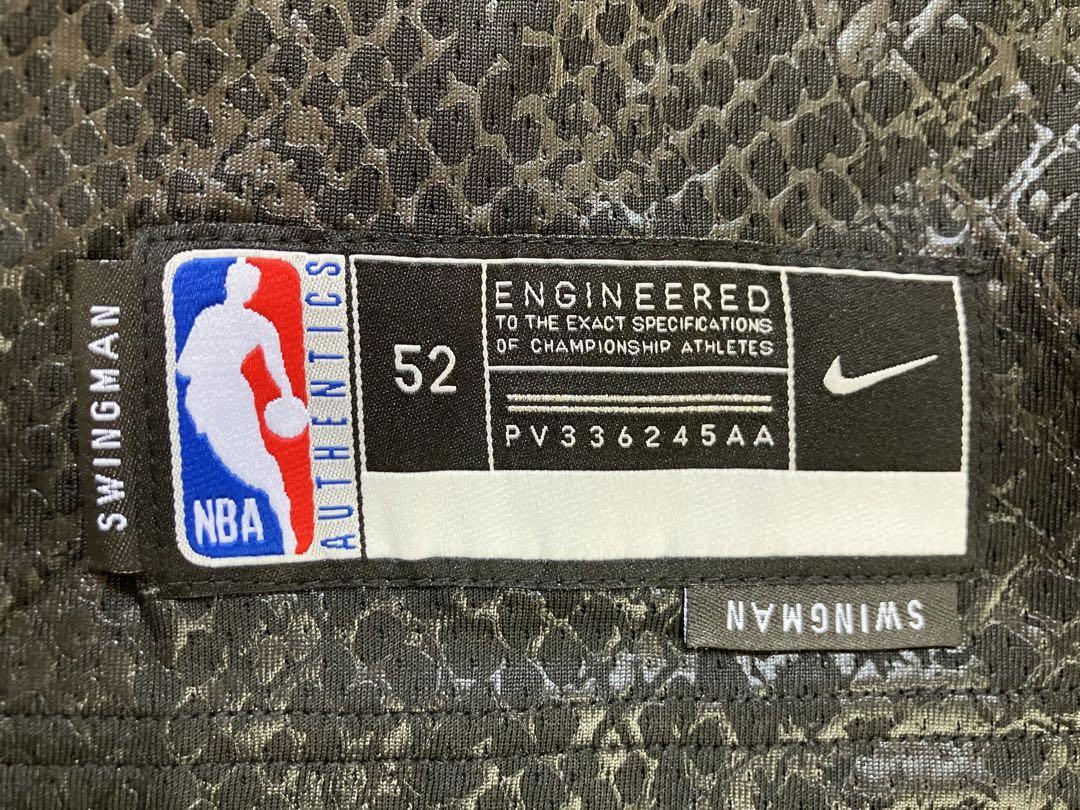 SWINGMAN
NBA
AUTHENTICS
52
ENGINEERED
TO THE EXACT SPECIFICATIONS
OF CHAMPIONSHIP ATHLETES
PV336245AA
SWINGMAN